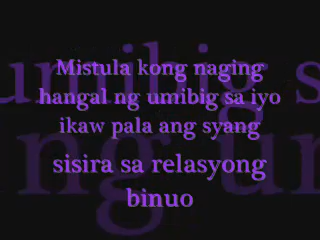 Mistula kong naging
hangal ng umibig sa iyo
ikaw pala ang syang
sisira sa relasyong
binuo